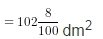 = 102 8/100 dm²